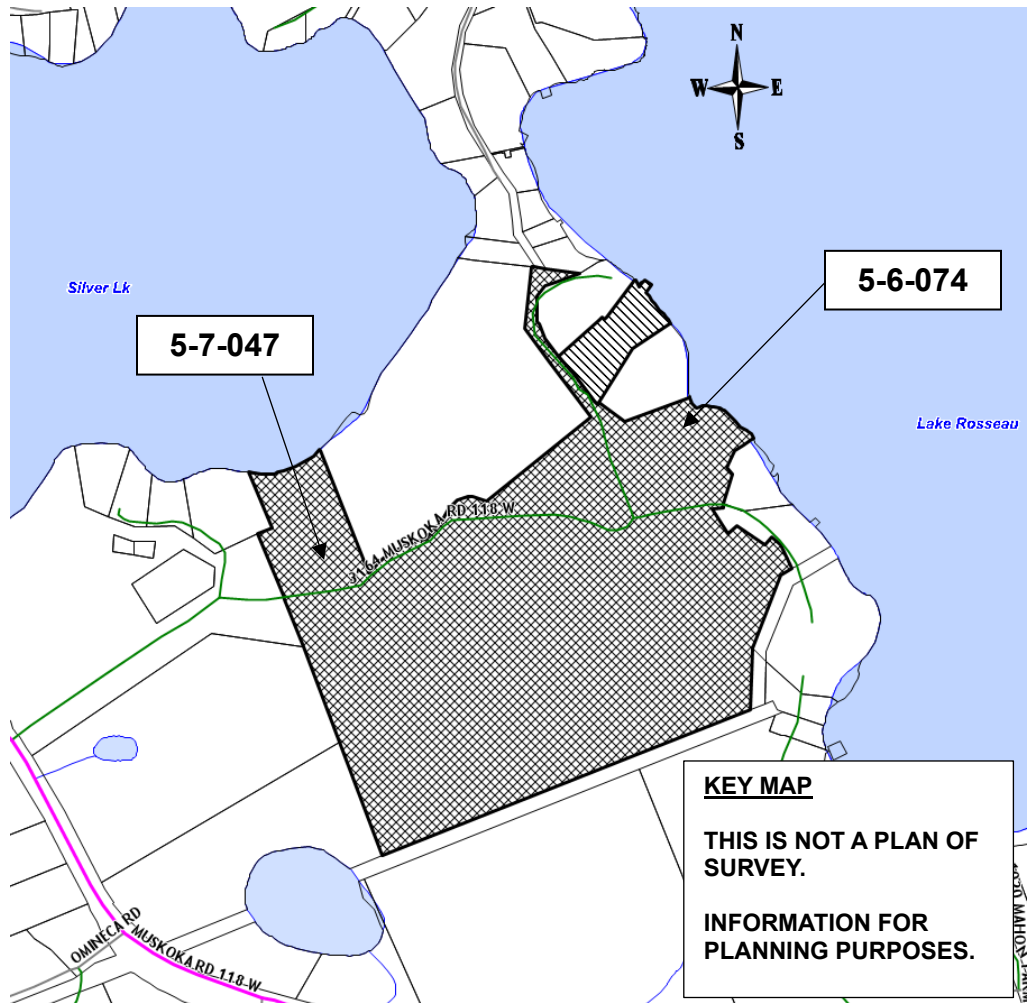 N
W E
S
5-6-074
Silver Lk
5-7-047
Lake Rosseau
3164 MUSKOKA RD 118 W
KEY MAP
THIS IS NOT A PLAN OF
SURVEY.
INFORMATION FOR
PLANNING PURPOSES.
OMINECA RD
MUSKOKA RD 118 W